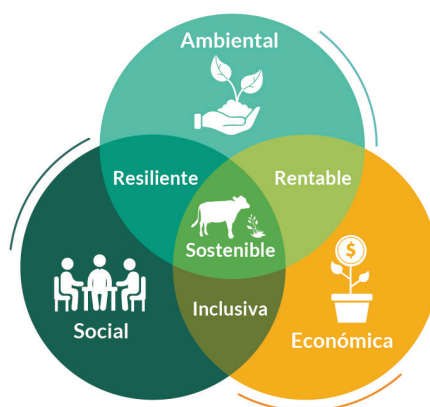 Ambiental
Resiliente
Rentable
Sostenible
Inclusiva
Social
Económica
$